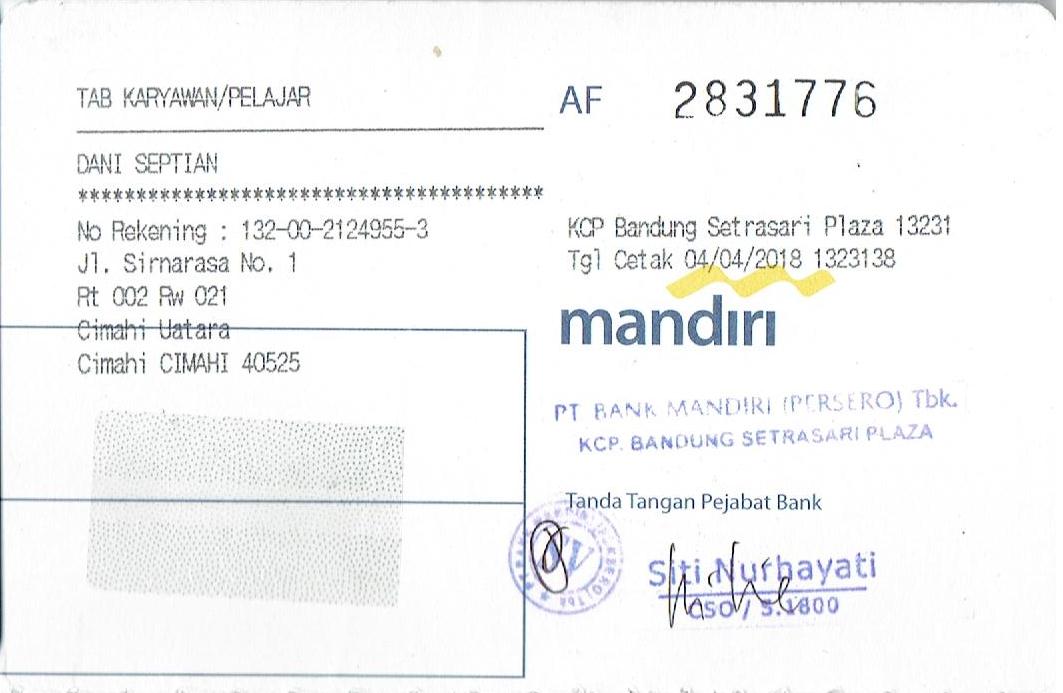 TAB KARYAWAN/PELAJAR
AF 2831776
DANI SEPTIAN
****************************************
No Rekening : 132-00-2124955-3
Jl. Sirnarasa No. 1
Rt 002 Rw 021
Cimahi Uatara
Cimahi CIMAHI 40525
KCP Bandung Setrasari Plaza 13231
Tgl Cetak 04/04/2018 1323138
mandiri
PT BANK MANDIRI (PERSERO) Tbk.
KCP. BANDUNG SETRASARI PLAZA
Tanda Tangan Pejabat Bank
Siti Nurhayati
CSO / S.1800